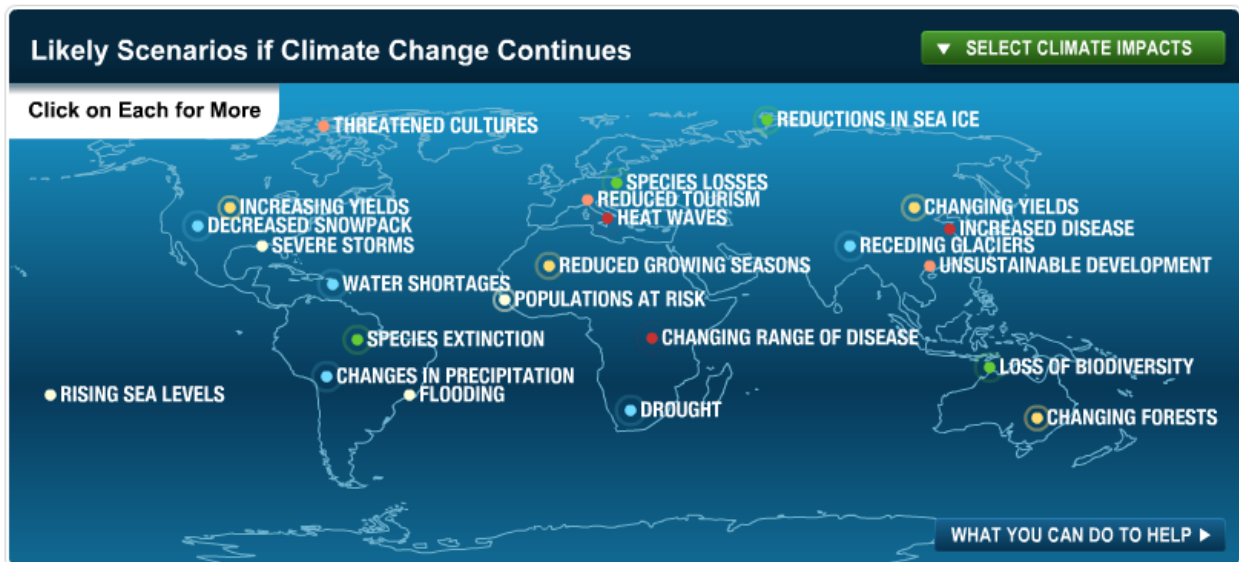 Likely Scenarios if Climate Change Continues
▼ SELECT CLIMATE IMPACTS
Click on Each for More
REDUCTIONS IN SEA ICE
THREATENED CULTURES
SPECIES LOSSES
REDUCED TOURISM
INCREASING YIELDS
CHANGING YIELDS
HEAT WAVES
DECREASED SNOWPACK
INCREASED DISEASE
SEVERE STORMS
RECEDING GLACIERS
REDUCED GROWING SEASONS
UNSUSTAINABLE DEVELOPMENT
WATER SHORTAGES
POPULATIONS AT RISK
SPECIES EXTINCTION
CHANGING RANGE OF DISEASE
LOSS OF BIODIVERSITY
CHANGES IN PRECIPITATION
RISING SEA LEVELS
FLOODING
DROUGHT
CHANGING FORESTS
WHAT YOU CAN DO TO HELP ▶